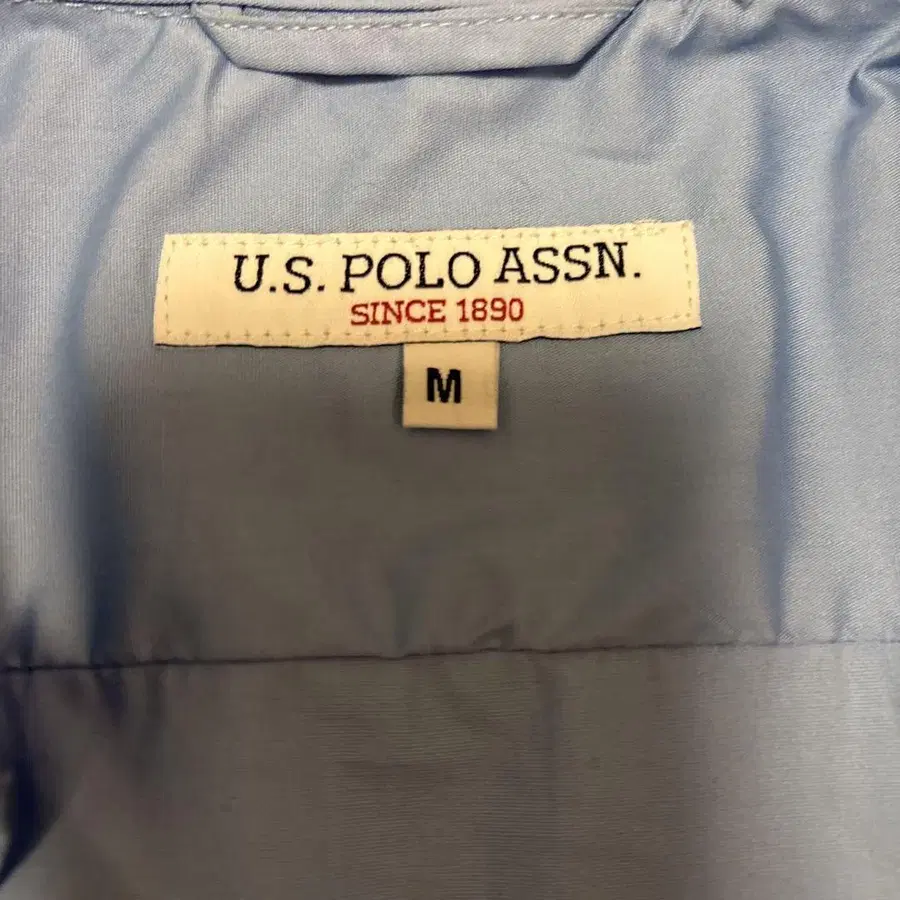 U.S. POLO ASSN.
SINCE 1890
M